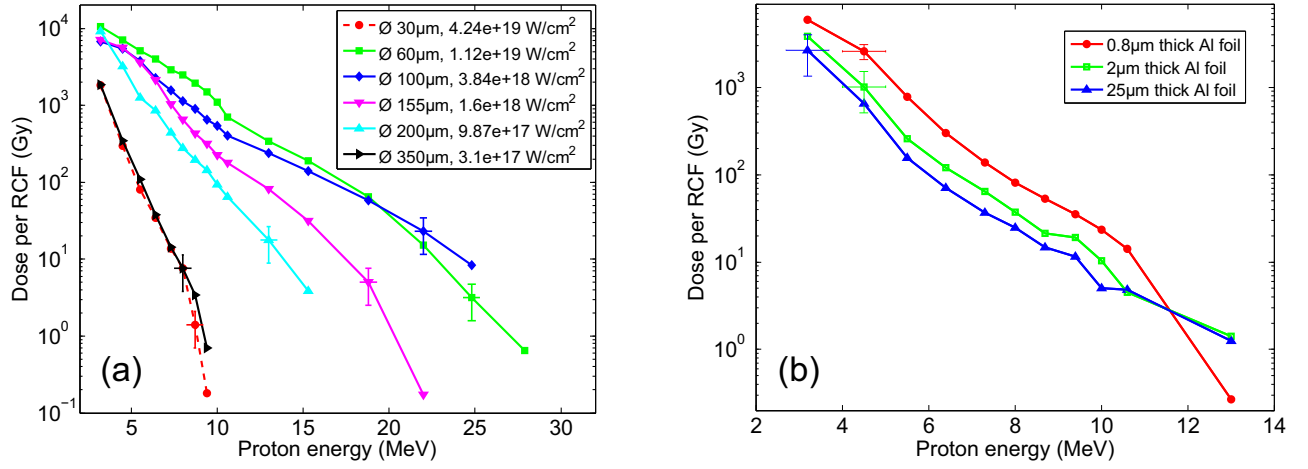 10⁴
10³
10²
10¹
10⁰
10⁻¹
Dose per RCF (Gy)
Ø 30μm, 4.24e+19 W/cm²
Ø 60μm, 1.12e+19 W/cm²
Ø 100μm, 3.84e+18 W/cm²
Ø 155μm, 1.6e+18 W/cm²
Ø 200μm, 9.87e+17 W/cm²
Ø 350μm, 3.1e+17 W/cm²
(a)
5 10 15 20 25 30
Proton energy (MeV)
10³
10²
10¹
10⁰
Dose per RCF (Gy)
0.8μm thick Al foil
2μm thick Al foil
25μm thick Al foil
(b)
2 4 6 8 10 12 14
Proton energy (MeV)